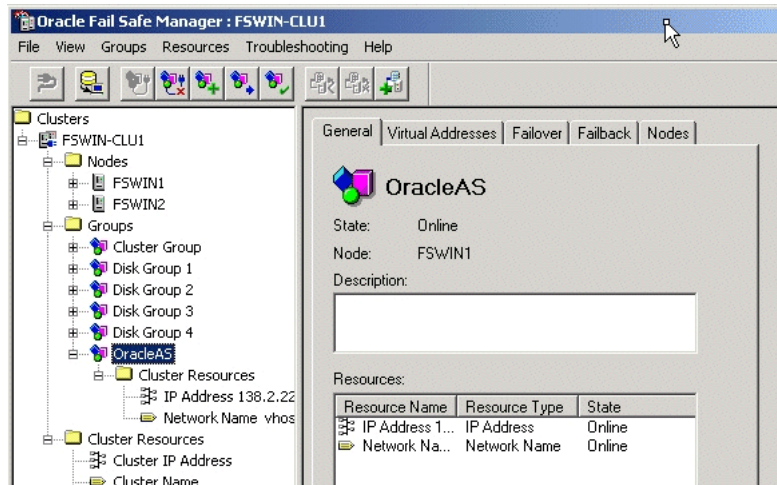 Oracle Fail Safe Manager : FSWIN-CLU1
File View Groups Resources Troubleshooting Help
Clusters
FSWIN-CLU1
Nodes
FSWIN1
FSWIN2
Groups
Cluster Group
Disk Group 1
Disk Group 2
Disk Group 3
Disk Group 4
OracleAS
Cluster Resources
IP Address 138.2.22
Network Name vhos
Cluster Resources
Cluster IP Address
Cluster Name
General Virtual Addresses Failover Failback Nodes
OracleAS
State: Online
Node: FSWIN1
Description:
Resources:
Resource Name Resource Type State
IP Address 1... IP Address Online
Network Na... Network Name Online